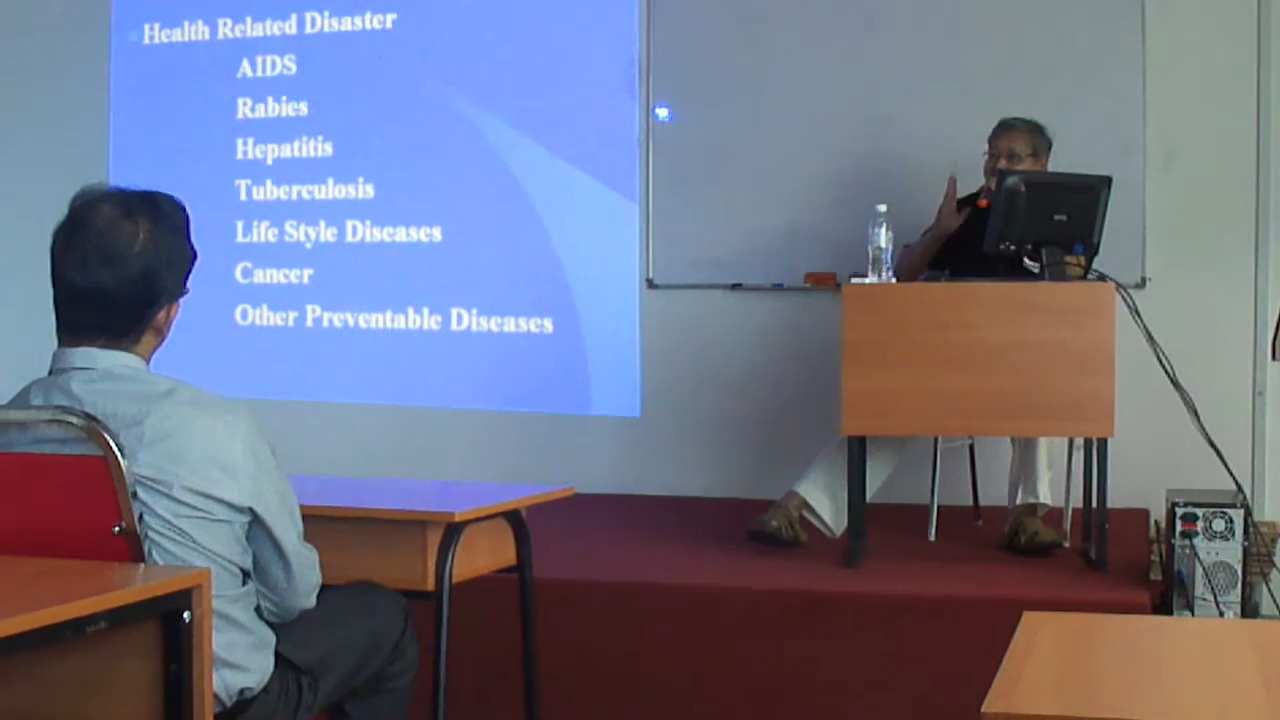 Health Related Disaster
AIDS
Rabies
Hepatitis
Tuberculosis
Life Style Diseases
Cancer
Other Preventable Diseases